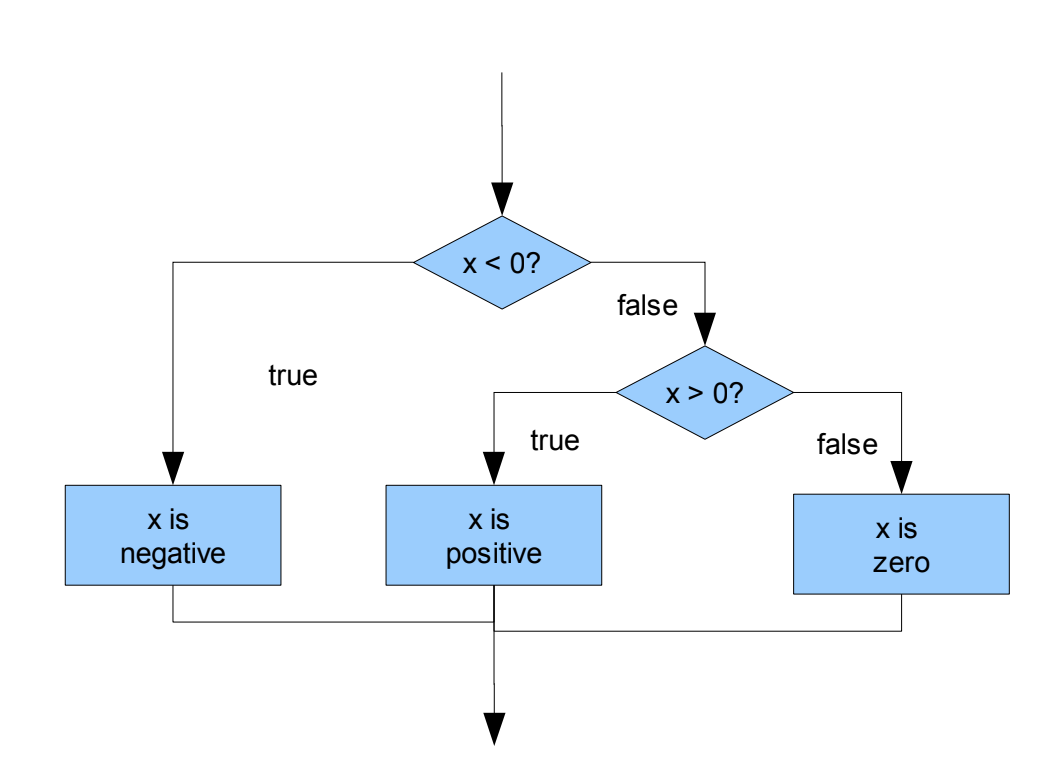 x < 0?
false
true
x > 0?
true
false
x is
negative
x is
positive
x is
zero